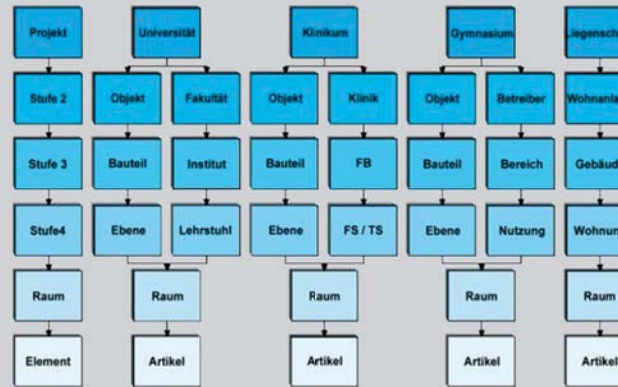 Projekt Universität Klinikum Gymnasium
Stufe 2 Objekt Fakultät Objekt Klinik Objekt Betreiber
Stufe 3 Bauteil Institut Bauteil FB Bauteil Bereich
Stufe4 Ebene Lehrstuhl Ebene FS / TS Ebene Nutzung
Raum Raum Raum Raum Raum
Element Artikel Artikel Artikel Artikel